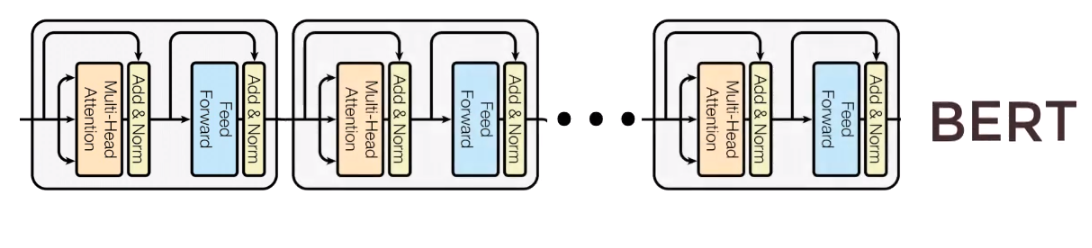 Multi-Head
Attention
Add & Norm
Feed
Forward
Add & Norm
Multi-Head
Attention
Add & Norm
Feed
Forward
Add & Norm
Multi-Head
Attention
Add & Norm
Feed
Forward
Add & Norm
BERT